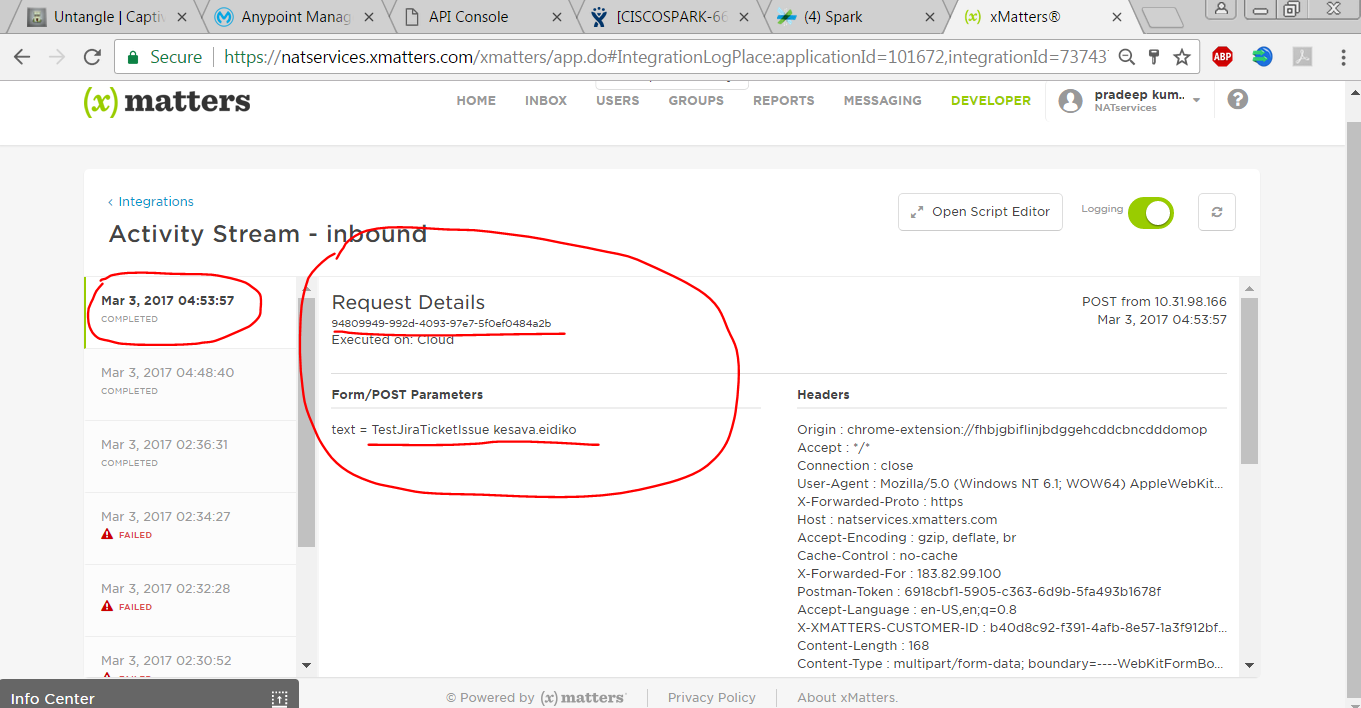 Untangle | Captiv
Anypoint Manag
API Console
[CISCOSPARK-66
(4) Spark
(x) xMatters®
Secure
https://natservices.xmatters.com/xmatters/app.do#IntegrationLogPlace:applicationId=101672,integrationId=73743
ABP
(x) matters
HOME
INBOX
USERS
GROUPS
REPORTS
MESSAGING
DEVELOPER
pradeep kum..
NATservices
?
‹ Integrations
Activity Stream - inbound
Open Script Editor
Logging
Mar 3, 2017 04:53:57
COMPLETED
Mar 3, 2017 04:48:40
COMPLETED
Mar 3, 2017 02:36:31
COMPLETED
Mar 3, 2017 02:34:27
FAILED
Mar 3, 2017 02:32:28
FAILED
Mar 3, 2017 02:30:52
Request Details
94809949-992d-4093-97e7-5f0ef0484a2b
Executed on: Cloud
POST from 10.31.98.166
Mar 3, 2017 04:53:57
Form/POST Parameters
text = TestJiraTicketIssue kesava.eidiko
Headers
Origin : chrome-extension://fhbjgbiflinjbdggehcddcbncdddomop
Accept : */*
Connection : close
User-Agent : Mozilla/5.0 (Windows NT 6.1; WOW64) AppleWebKit...
X-Forwarded-Proto : https
Host : natservices.xmatters.com
Accept-Encoding : gzip, deflate, br
Cache-Control : no-cache
X-Forwarded-For : 183.82.99.100
Postman-Token : 6918cbf1-5905-c363-6d9b-5fa493b1678f
Accept-Language : en-US,en;q=0.8
X-XMATTERS-CUSTOMER-ID : b40d8c92-f391-4afb-8e57-1a3f912bf...
Content-Length : 168
Content-Type : multipart/form-data; boundary=----WebKitFormBo...
Info Center
© Powered by (x) matters
Privacy Policy
About xMatters.